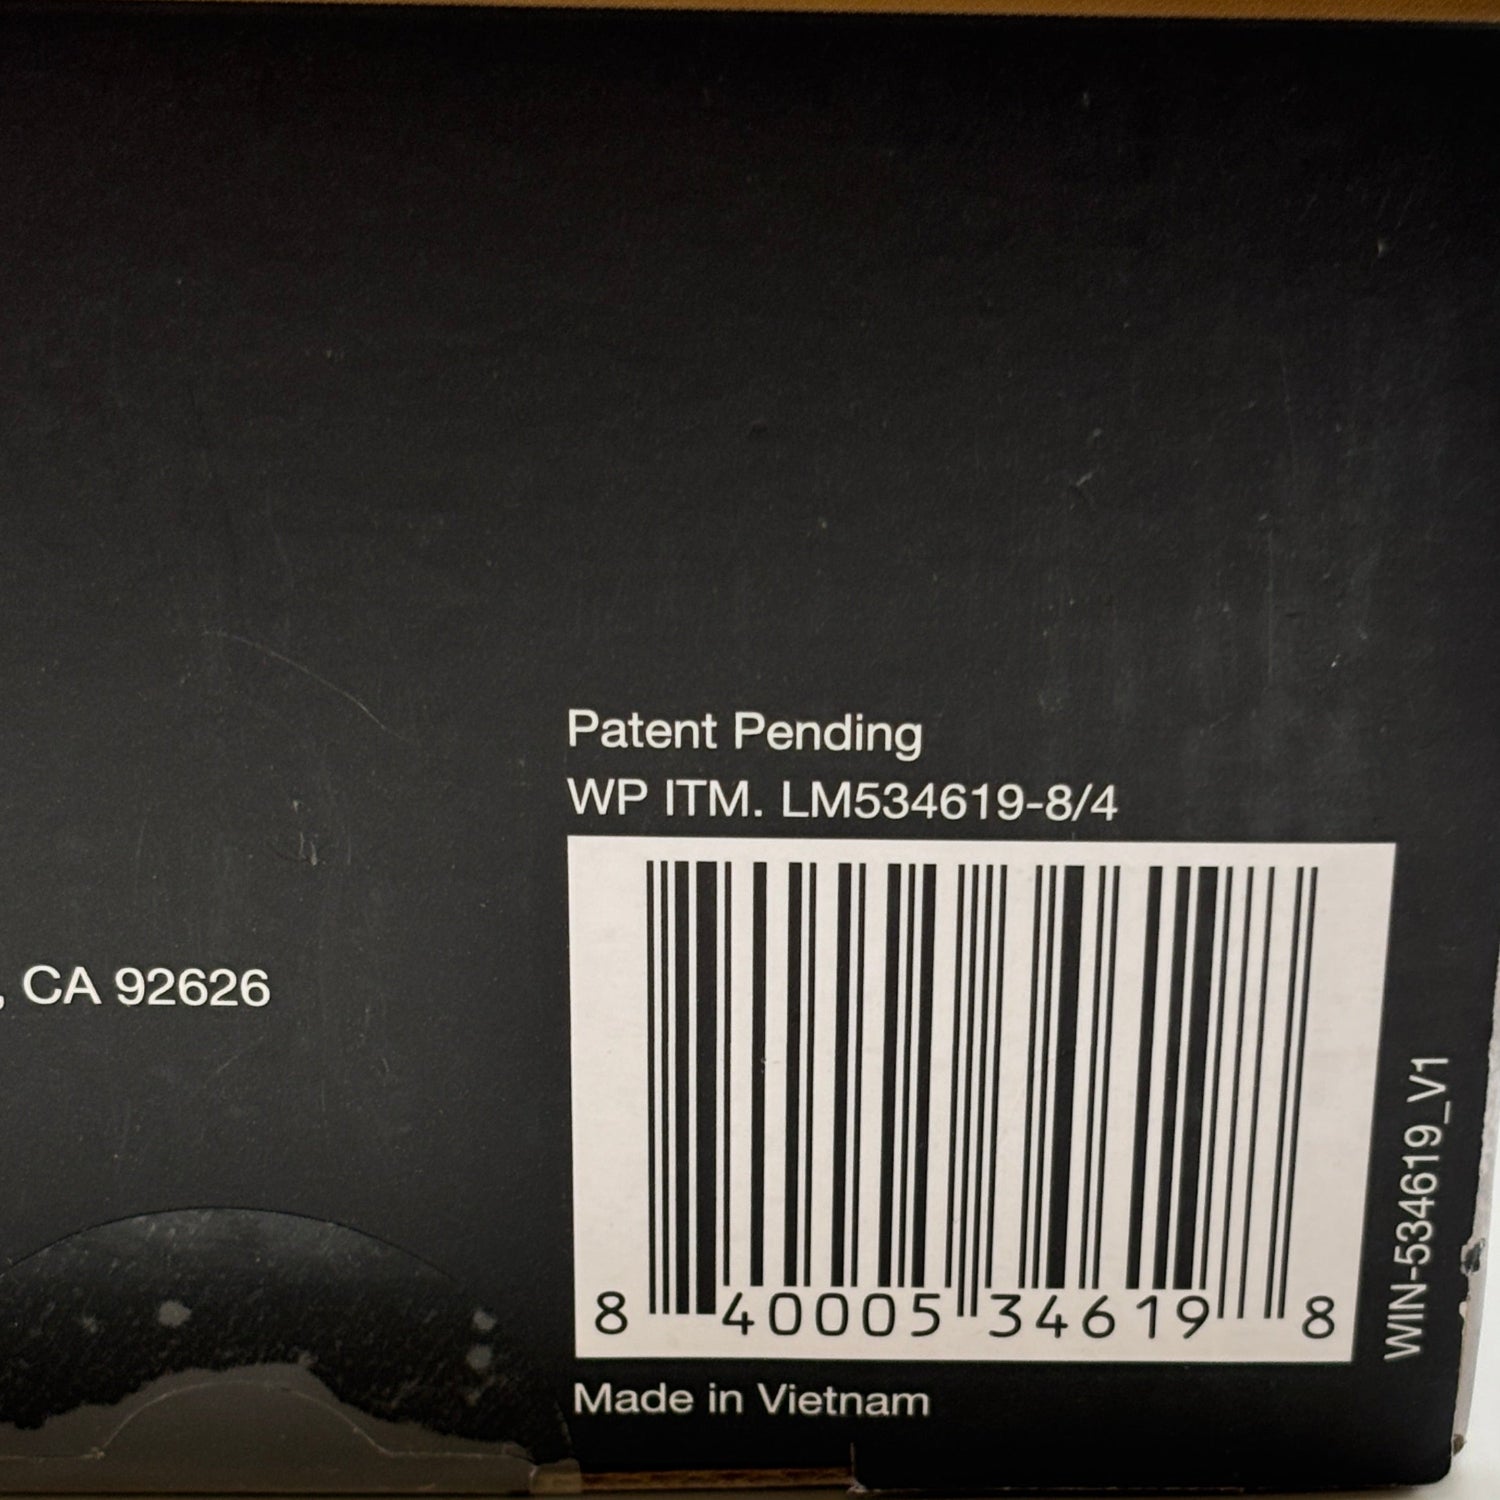 Patent Pending
WP ITM. LM534619-8/4
, CA 92626
8 40005 34619 8
WIN-534619_V1
Made in Vietnam